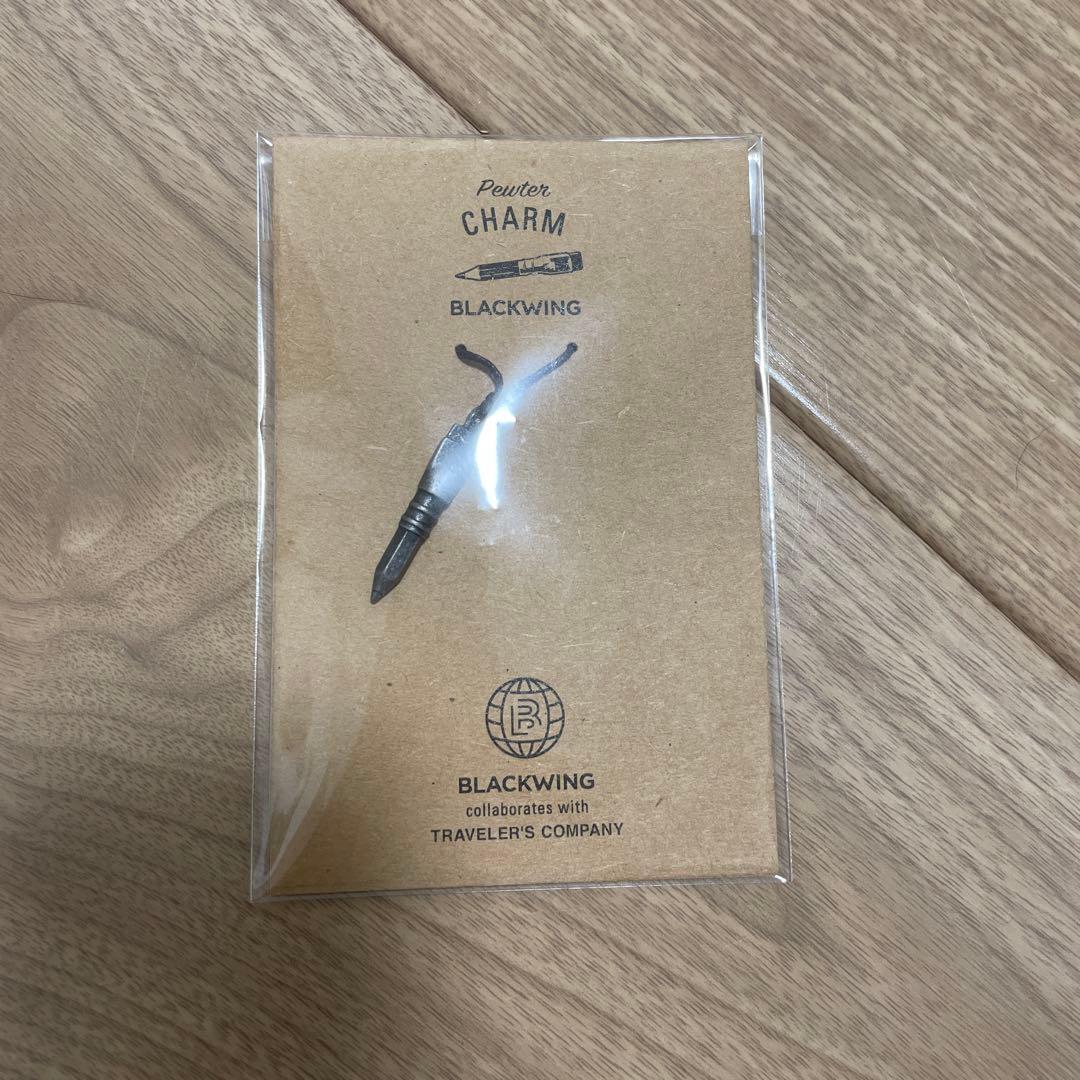 Pewter
CHARM
BLACKWING
B
BLACKWING
collaborates with
TRAVELER'S COMPANY